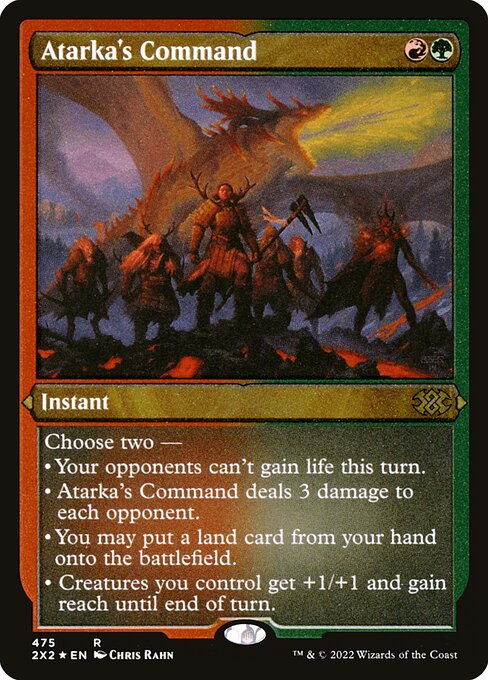 Atarka's Command
Instant
Choose two —
• Your opponents can't gain life this turn.
• Atarka's Command deals 3 damage to
each opponent.
• You may put a land card from your hand
onto the battlefield.
• Creatures you control get +1/+1 and gain
reach until end of turn.
475 R
2X2 ★ EN Chris Rahn
™ & © 2022 Wizards of the Coast